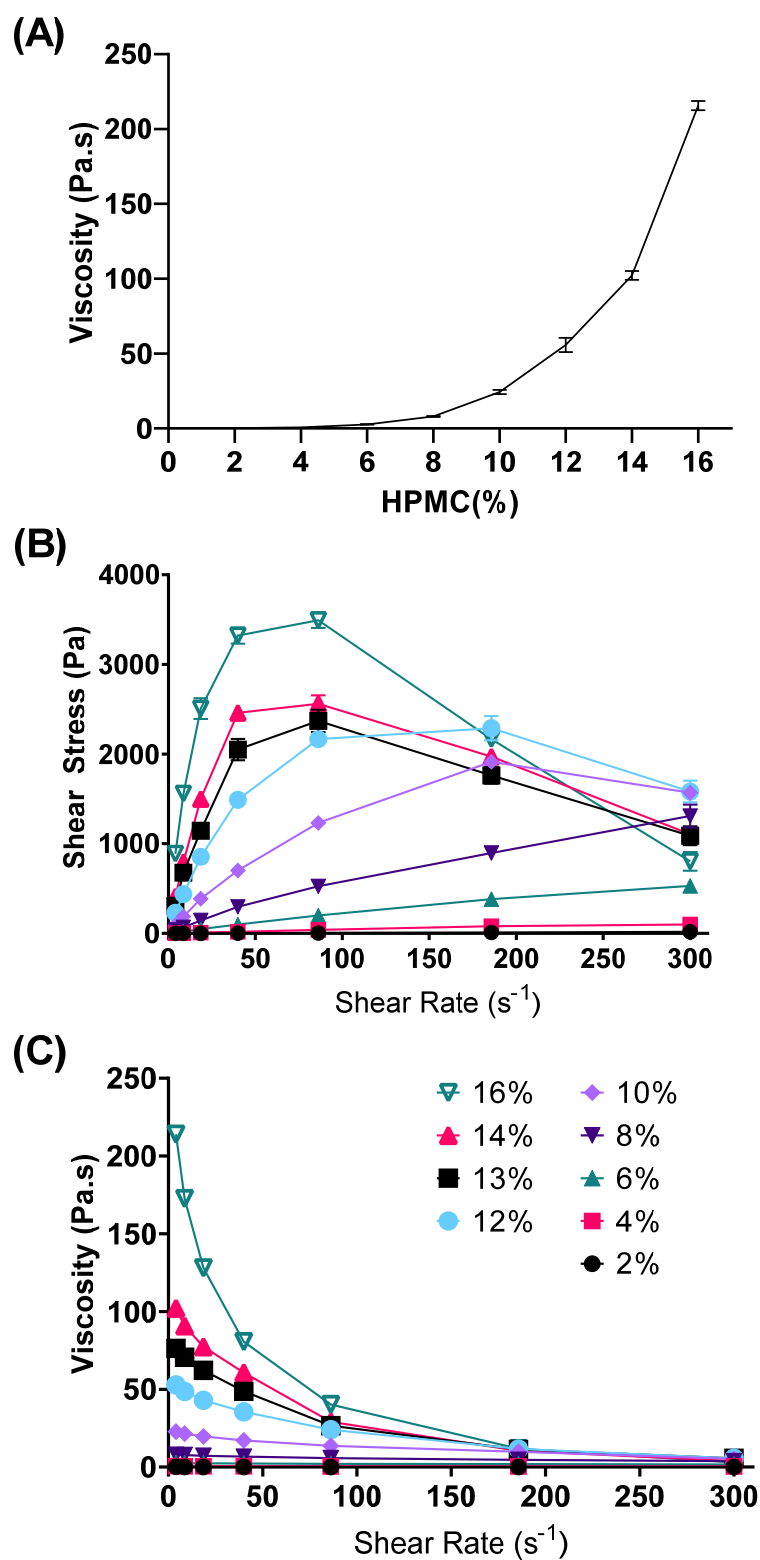 (A)
250
200
150
100
50
0
Viscosity (Pa.s)
0 2 4 6 8 10 12 14 16
HPMC(%)
(B)
4000
3000
2000
1000
0
Shear Stress (Pa)
0 50 100 150 200 250 300
Shear Rate (s⁻¹)
(C)
250
200
150
100
50
0
Viscosity (Pa.s)
16% 10%
14% 8%
13% 6%
12% 4%
2%
0 50 100 150 200 250 300
Shear Rate (s⁻¹)